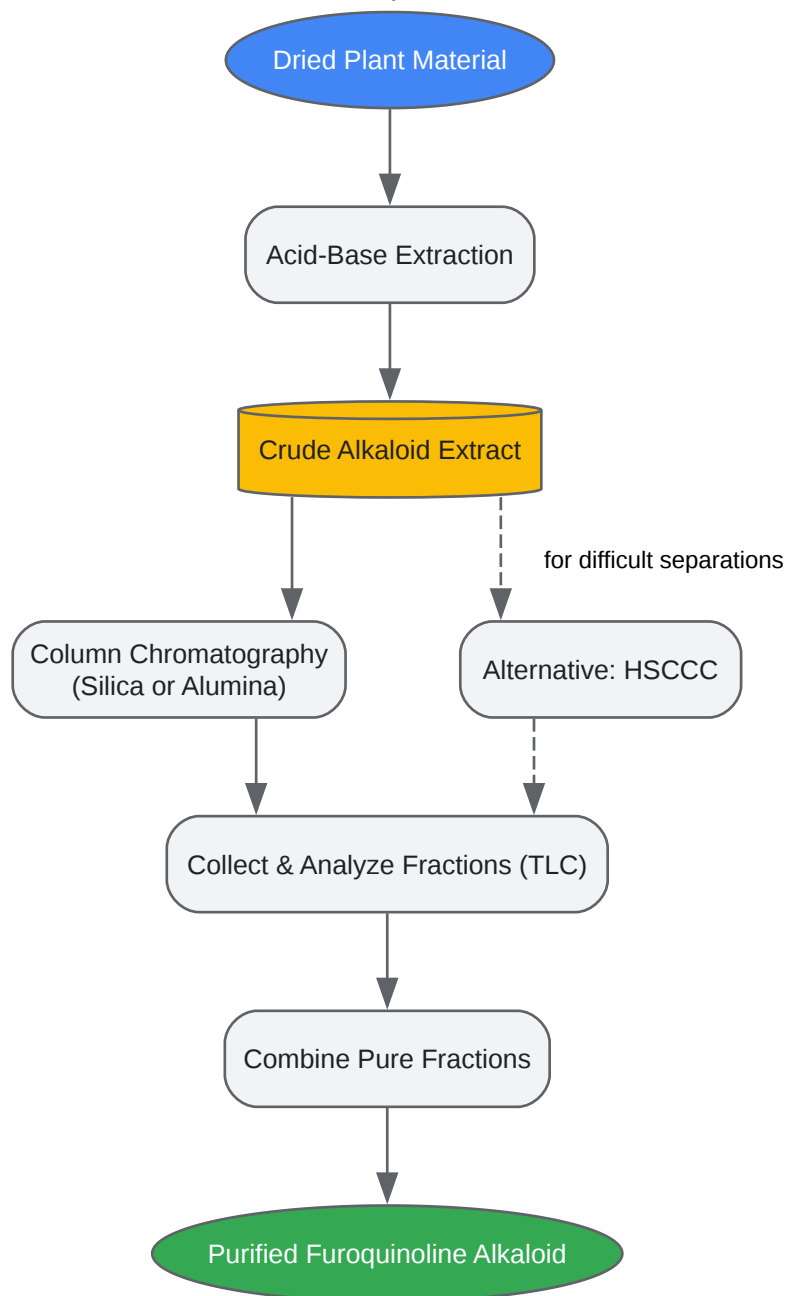 Dried Plant Material
Acid-Base Extraction
Crude Alkaloid Extract
for difficult separations
Column Chromatography
(Silica or Alumina)
Alternative: HSCCC
Collect & Analyze Fractions (TLC)
Combine Pure Fractions
Purified Furoquinoline Alkaloid